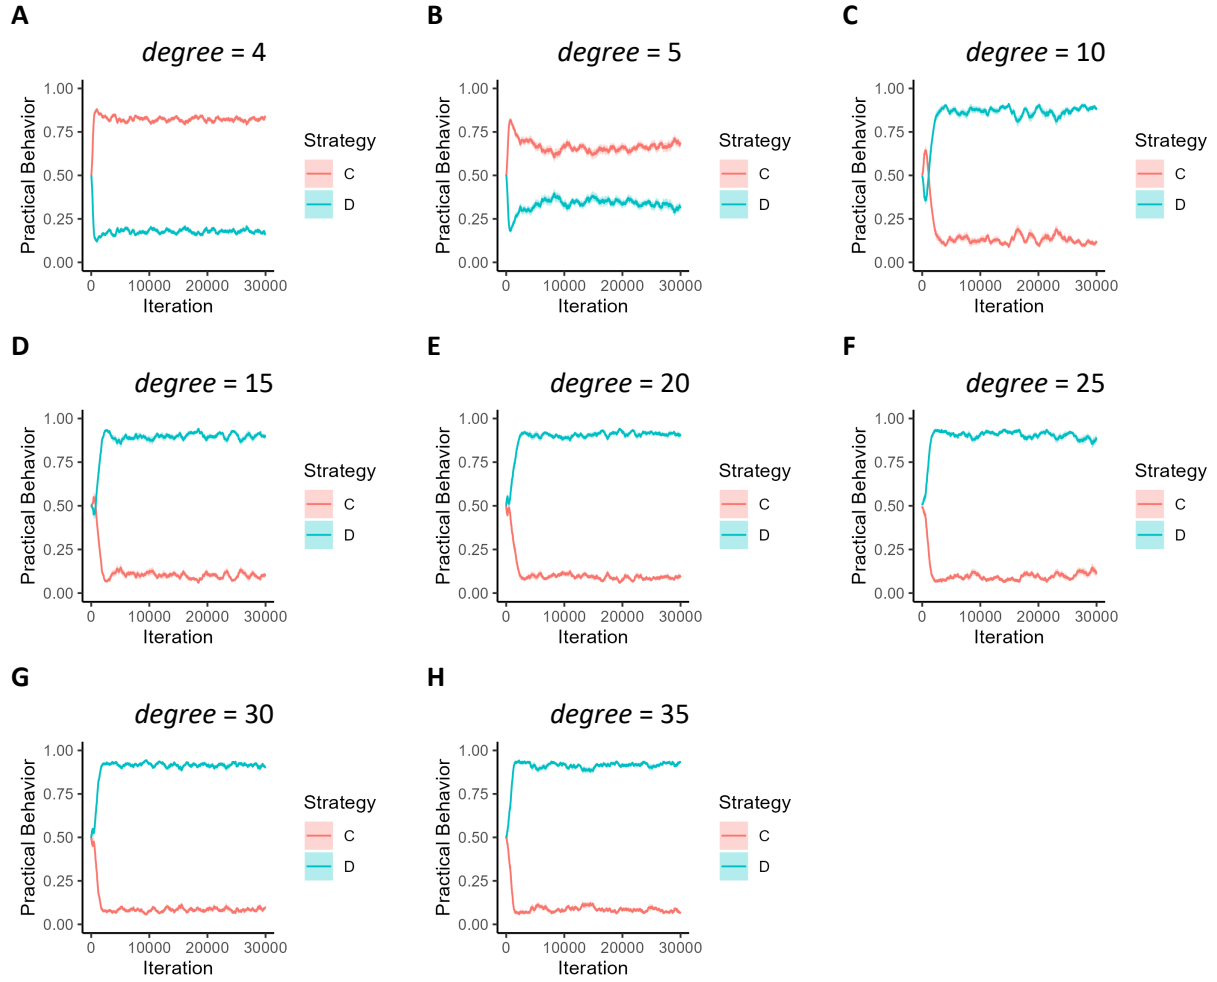 A
degree = 4
Practical Behavior
1.00
0.75
0.50
0.25
0.00
0 10000 20000 30000
Iteration
Strategy
C
D
B
degree = 5
Practical Behavior
1.00
0.75
0.50
0.25
0.00
0 10000 20000 30000
Iteration
Strategy
C
D
C
degree = 10
Practical Behavior
1.00
0.75
0.50
0.25
0.00
0 10000 20000 30000
Iteration
Strategy
C
D
D
degree = 15
Practical Behavior
1.00
0.75
0.50
0.25
0.00
0 10000 20000 30000
Iteration
Strategy
C
D
E
degree = 20
Practical Behavior
1.00
0.75
0.50
0.25
0.00
0 10000 20000 30000
Iteration
Strategy
C
D
F
degree = 25
Practical Behavior
1.00
0.75
0.50
0.25
0.00
0 10000 20000 30000
Iteration
Strategy
C
D
G
degree = 30
Practical Behavior
1.00
0.75
0.50
0.25
0.00
0 10000 20000 30000
Iteration
Strategy
C
D
H
degree = 35
Practical Behavior
1.00
0.75
0.50
0.25
0.00
0 10000 20000 30000
Iteration
Strategy
C
D